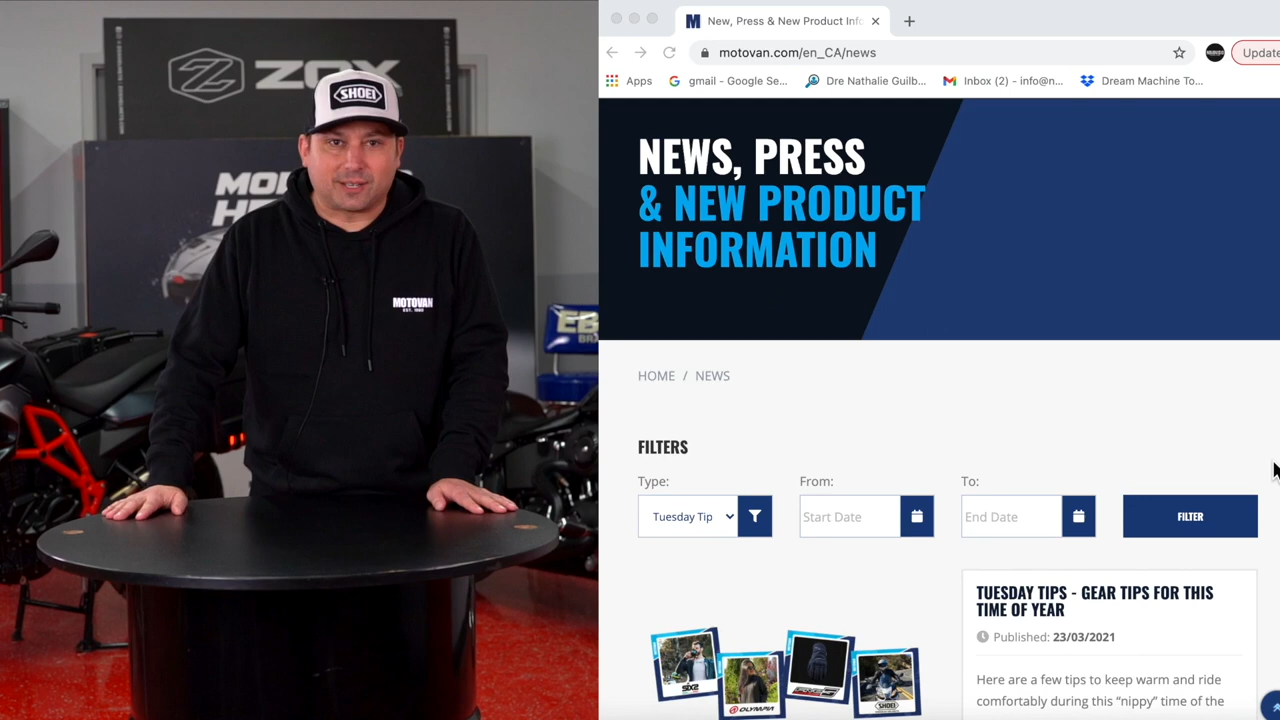 ZOX
SHOEI
MOTOVAN
New, Press & New Product Info
motovan.com/en_CA/news
Update
Apps
gmail - Google Se...
Dre Nathalie Guilb...
Inbox (2) - info@n...
Dream Machine To...
NEWS, PRESS
& NEW PRODUCT
INFORMATION
HOME / NEWS
FILTERS
Type:
From:
To:
Tuesday Tip
Start Date
End Date
FILTER
TUESDAY TIPS - GEAR TIPS FOR THIS
TIME OF YEAR
Published: 23/03/2021
Here are a few tips to keep warm and ride
comfortably during this “nippy” time of the
OLYMPIA